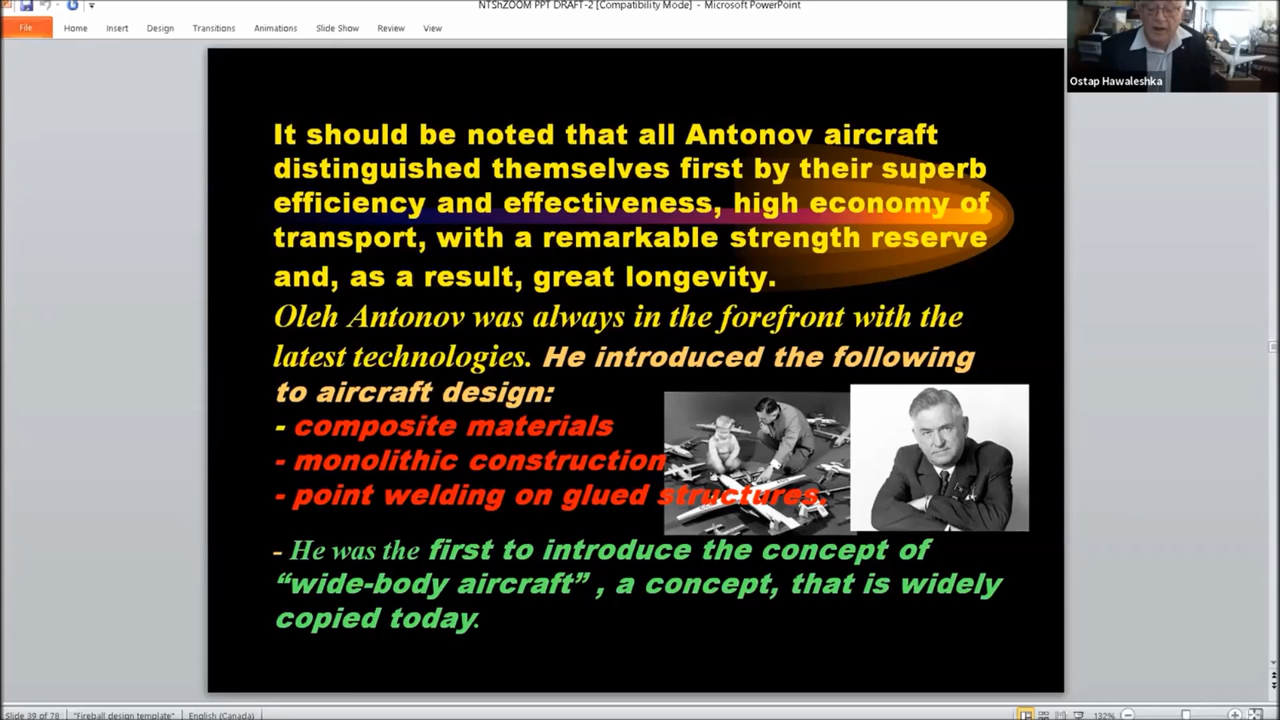 NTShZOOM PPT DRAFT-2 [Compatibility Mode] - Microsoft PowerPoint
File Home Insert Design Transitions Animations Slide Show Review View
Ostap Hawaleshka
It should be noted that all Antonov aircraft
distinguished themselves first by their superb
efficiency and effectiveness, high economy of
transport, with a remarkable strength reserve
and, as a result, great longevity.
Oleh Antonov was always in the forefront with the
latest technologies. He introduced the following
to aircraft design:
- composite materials
- monolithic construction
- point welding on glued structures.
- He was the first to introduce the concept of
“wide-body aircraft” , a concept, that is widely
copied today.
Slide 39 of 78 "Fireball design template" English (Canada) 132%